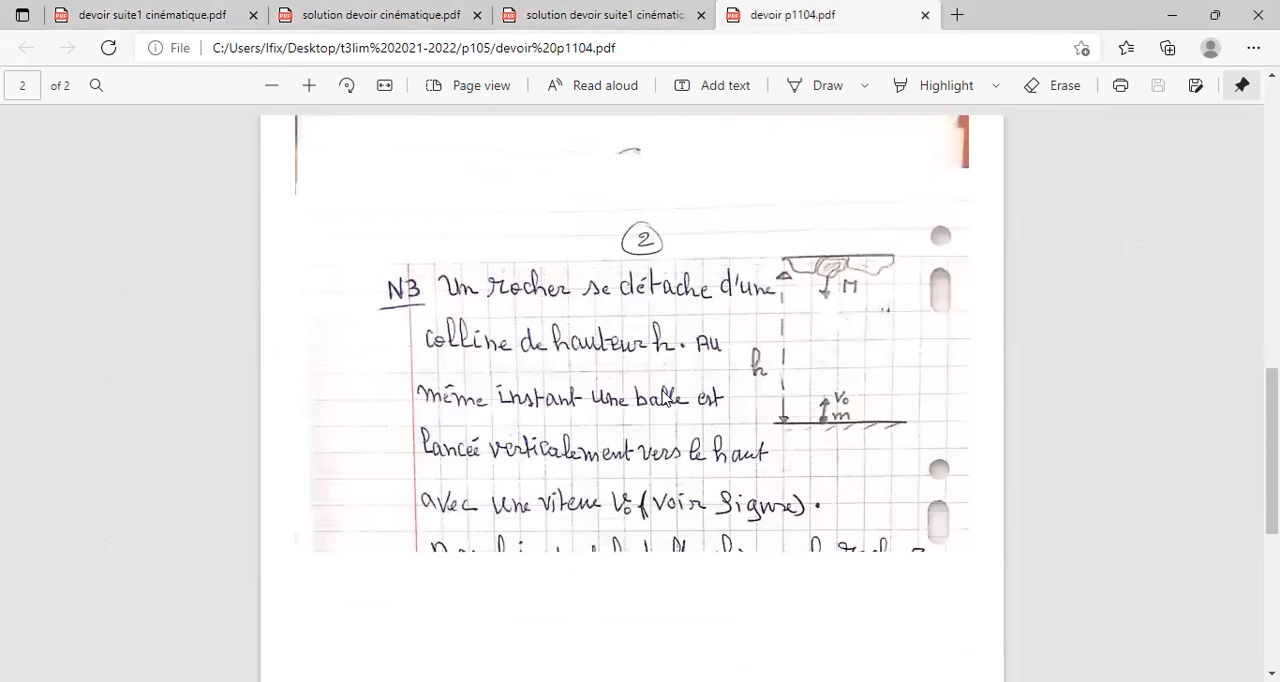 devoir suite1 cinématique.pdf
solution devoir cinématique.pdf
solution devoir suite1 cinématic
devoir p1104.pdf
File
C:/Users/lfix/Desktop/t3lim%202021-2022/p105/devoir%20p1104.pdf
2 of 2
Page view
Read aloud
Add text
Draw
Highlight
Erase
2
N3 Un rocher se détache d'une
colline de hauteur h. Au
même instant une balle est
lancée verticalement vers le haut
avec une vitesse V0 (voir figure).
M
h
V0
m